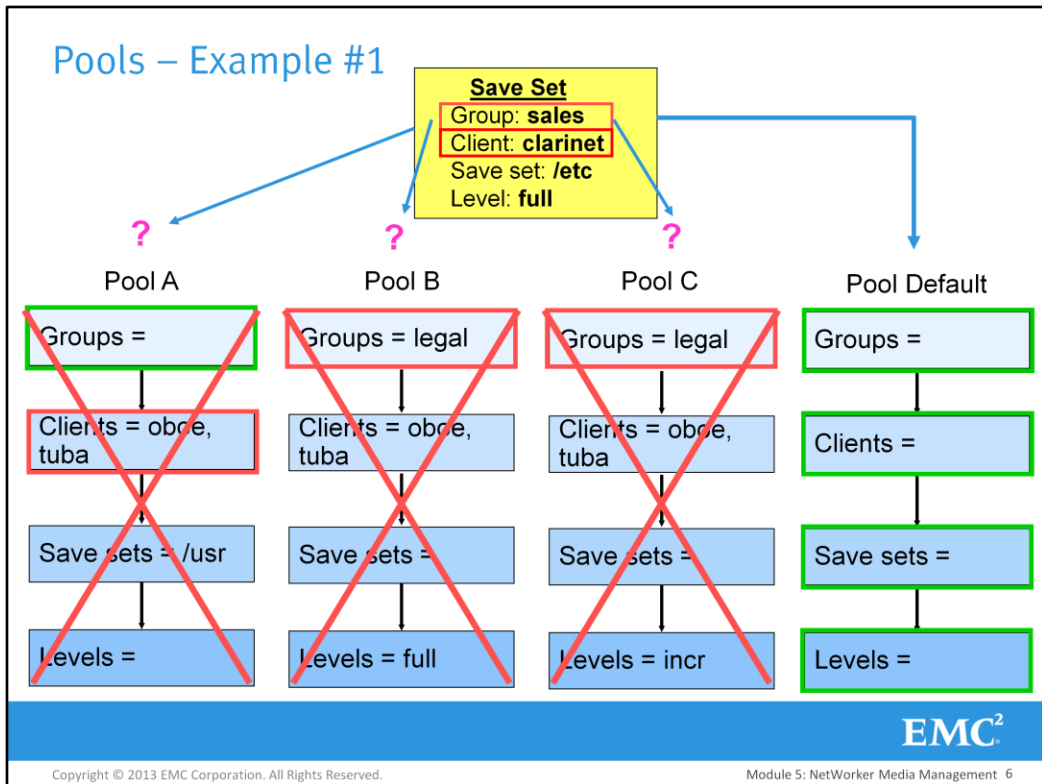 Pools – Example #1
Save Set
Group: sales
Client: clarinet
Save set: /etc
Level: full
?
?
?
Pool A
Pool B
Pool C
Pool Default
Groups =
Groups = legal
Groups = legal
Groups =
Clients = oboe,
tuba
Clients = oboe,
tuba
Clients = oboe,
tuba
Clients =
Save sets = /usr
Save sets =
Save sets =
Save sets =
Levels =
Levels = full
Levels = incr
Levels =
EMC²
Copyright © 2013 EMC Corporation. All Rights Reserved.
Module 5: NetWorker Media Management 6